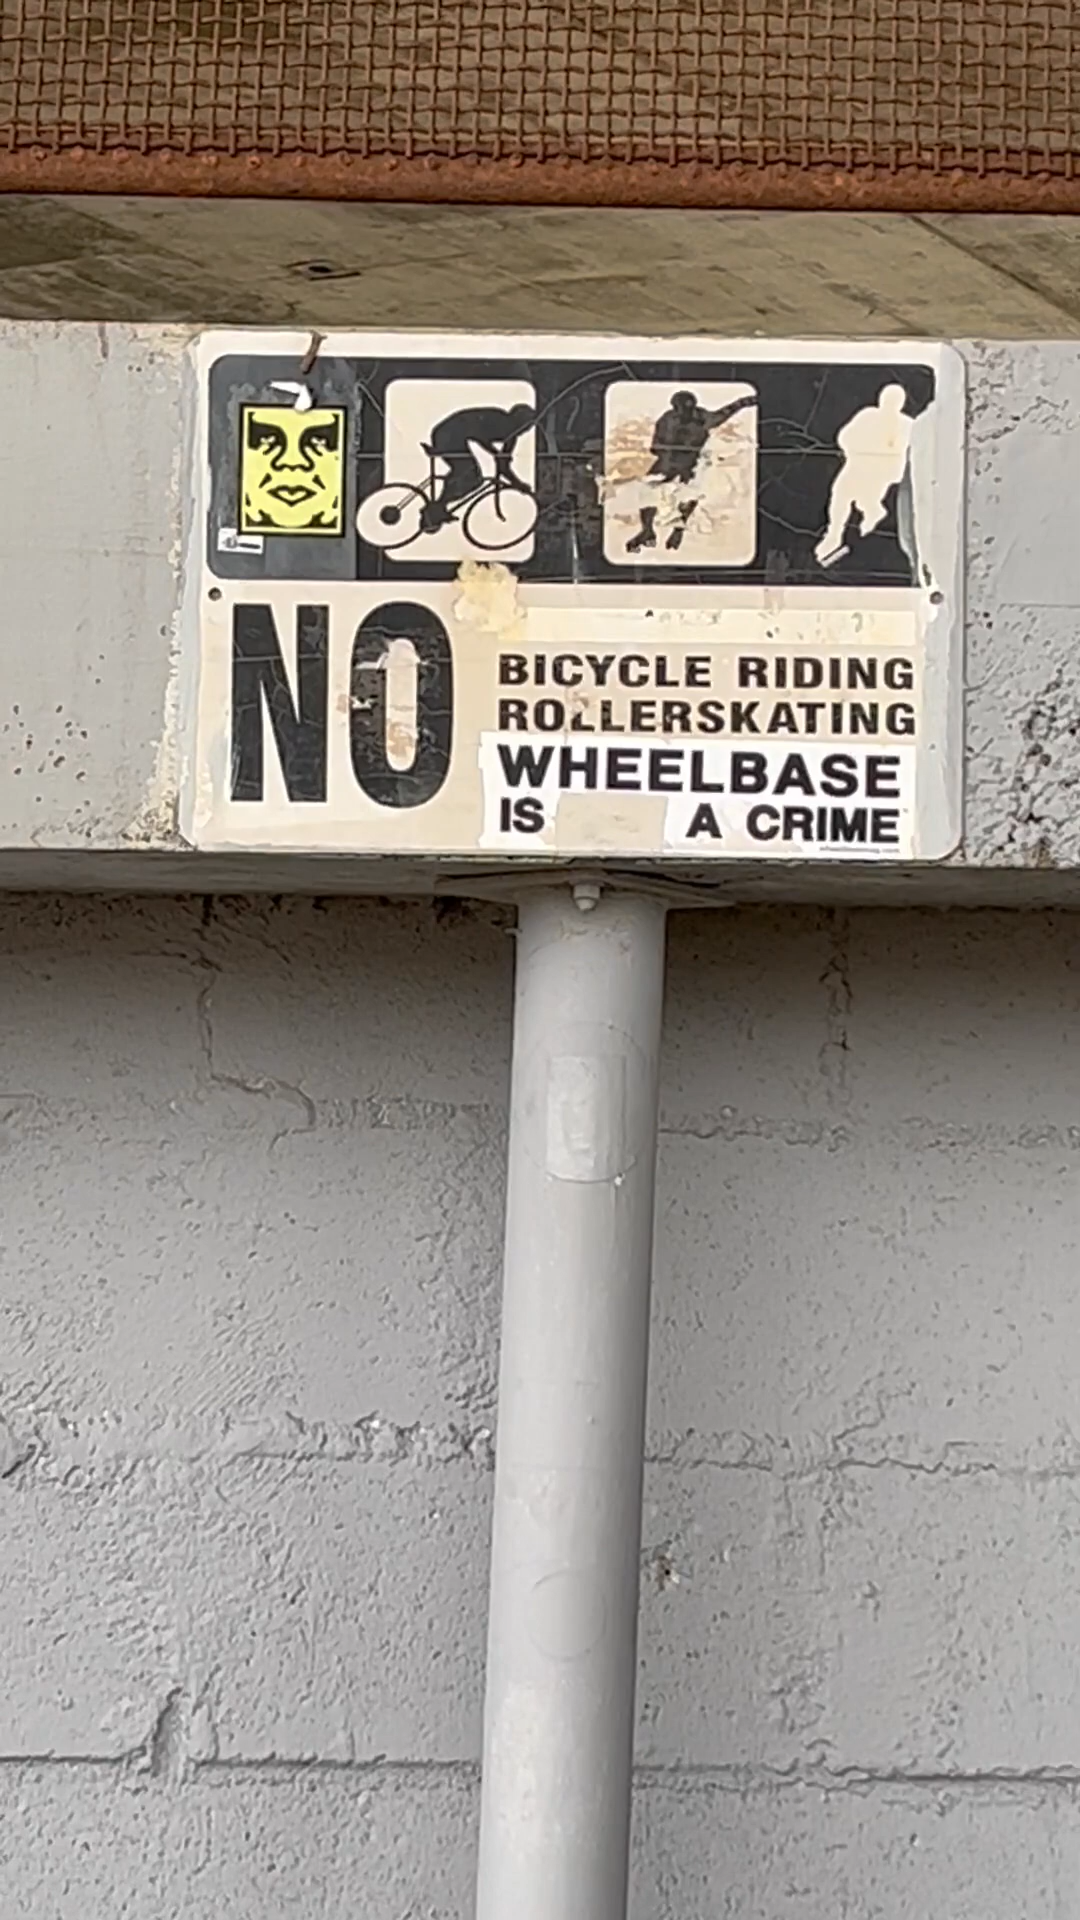 NO
BICYCLE RIDING
ROLLERSKATING
WHEELBASE
IS A CRIME